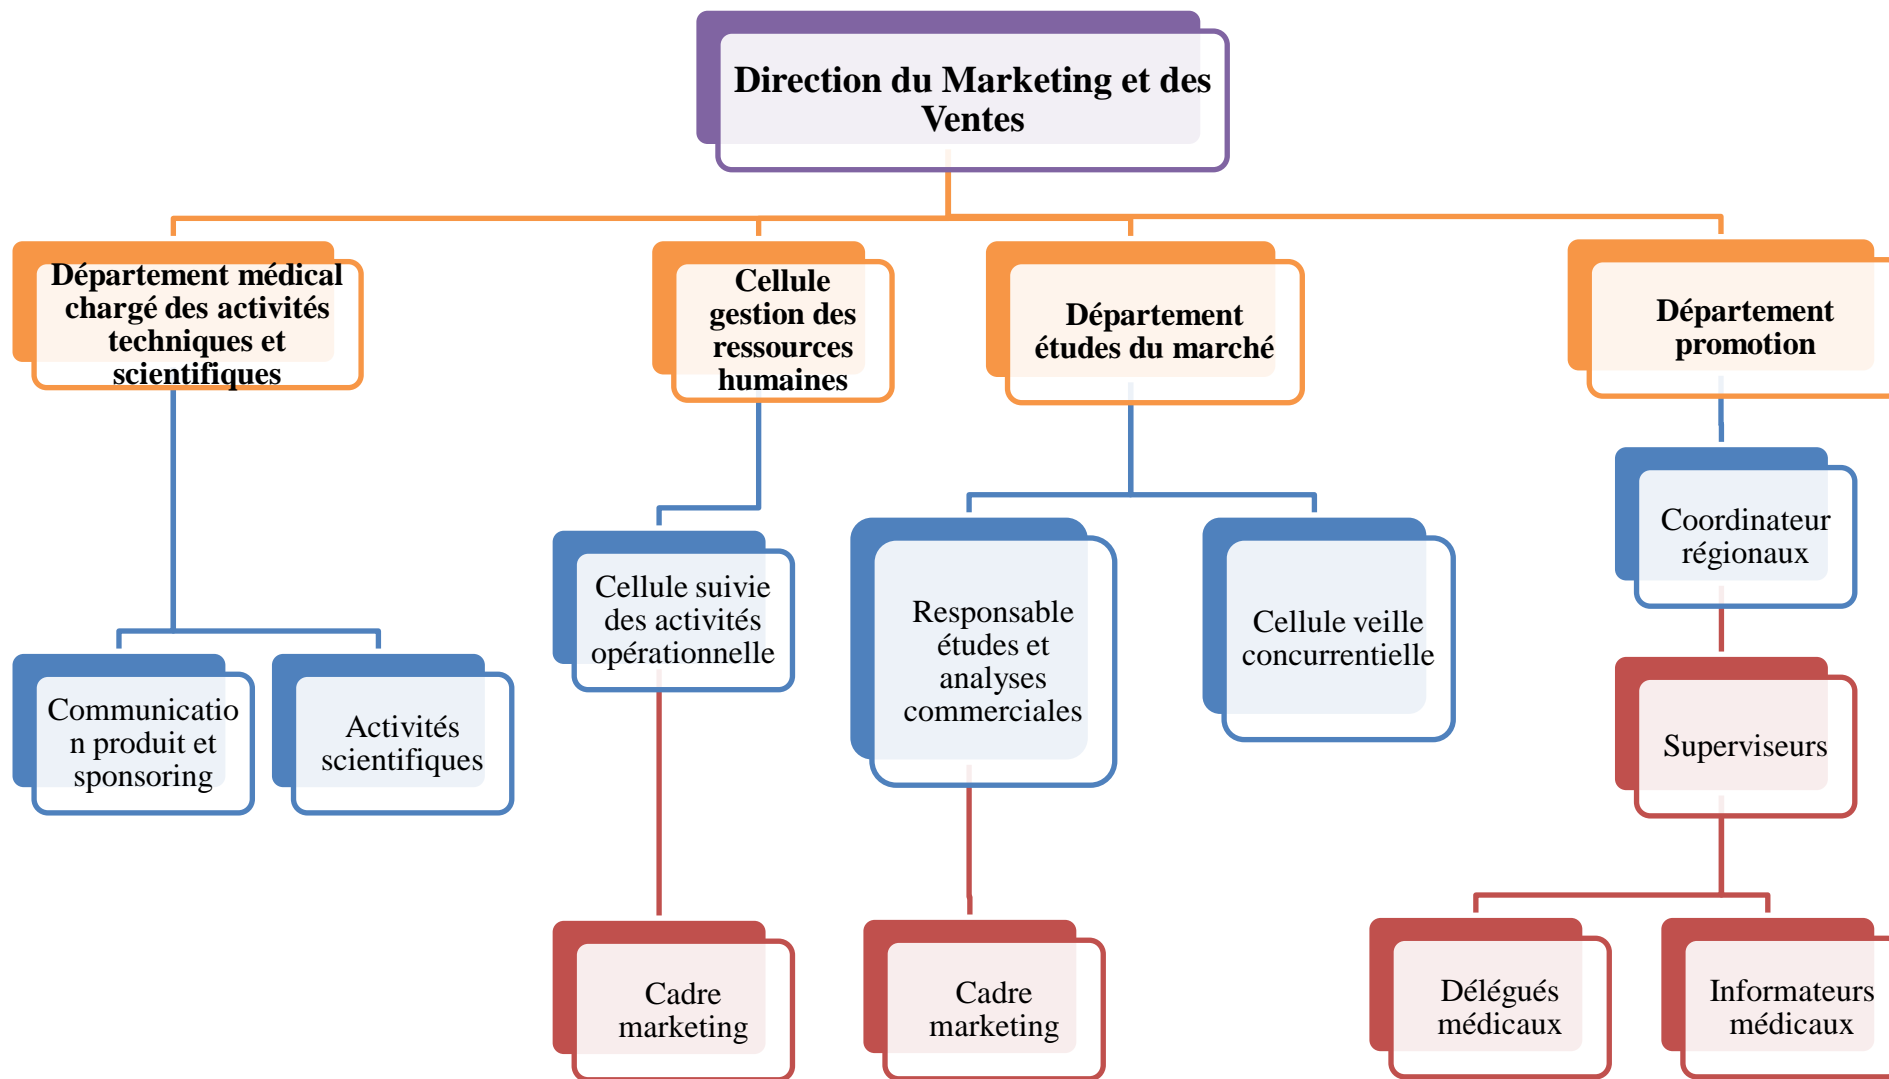 Direction du Marketing et des
Ventes
Département médical
chargé des activités
techniques et
scientifiques
Cellule
gestion des
ressources
humaines
Département
études du marché
Département
promotion
Coordinateur
régionaux
Cellule suivie
des activités
opérationnelle
Responsable
études et
analyses
commerciales
Cellule veille
concurrentielle
Communicatio
n produit et
sponsoring
Activités
scientifiques
Superviseurs
Cadre
marketing
Cadre
marketing
Délégués
médicaux
Informateurs
médicaux